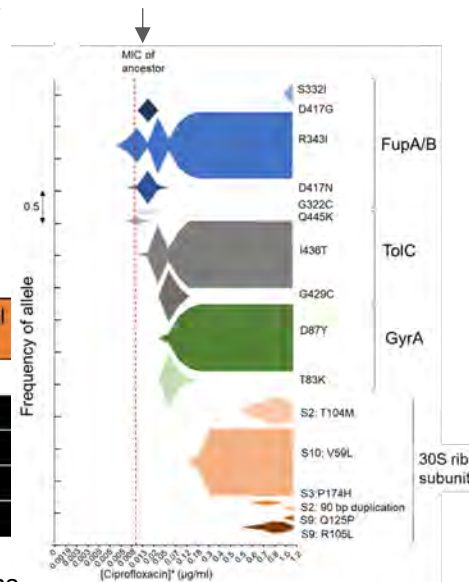 MIC of
ancestor
S332I
D417G
R343I
FupA/B
D417N
G322C
Q445K
0.5
I436T
TolC
G429C
Frequency of allele
D87Y
GyrA
T83K
S2: T104M
S10: V59L
30S rib
subunit
S3:P174H
S2: 90 bp duplication
S9: Q125P
S9: R105L
[Ciprofloxacin]* (μg/ml)